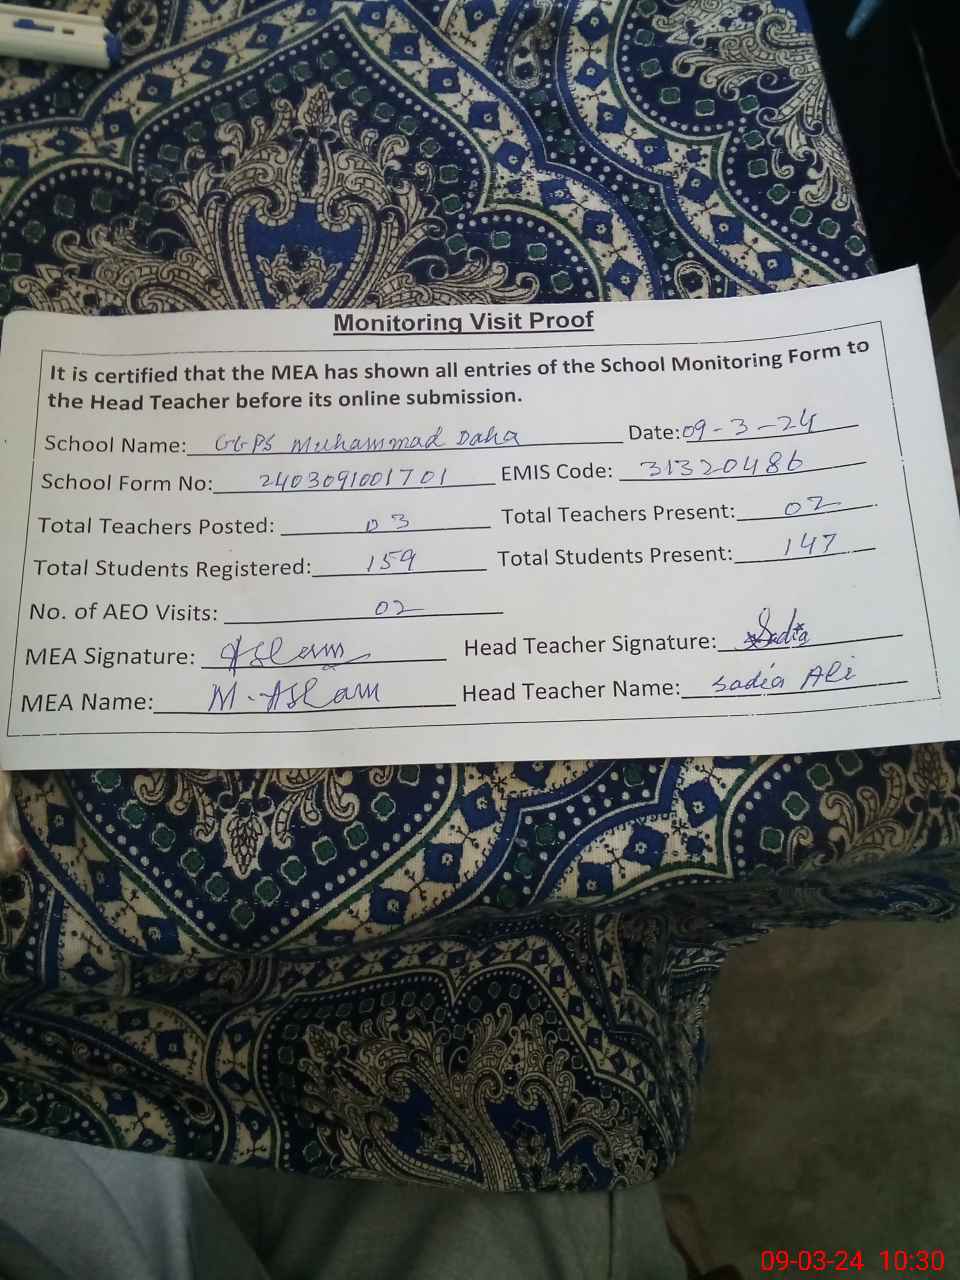 Monitoring Visit Proof
It is certified that the MEA has shown all entries of the School Monitoring Form to
the Head Teacher before its online submission.
School Name: GGPS Muhammad Daha Date: 09-3-24
School Form No: 2403091001701 EMIS Code: 31320486
Total Teachers Posted: 03 Total Teachers Present: 02
Total Students Registered: 159 Total Students Present: 147
No. of AEO Visits: 02
MEA Signature: Aslam Head Teacher Signature: Sadia
MEA Name: M. Aslam Head Teacher Name: Sadia Ali
09-03-24 10:30